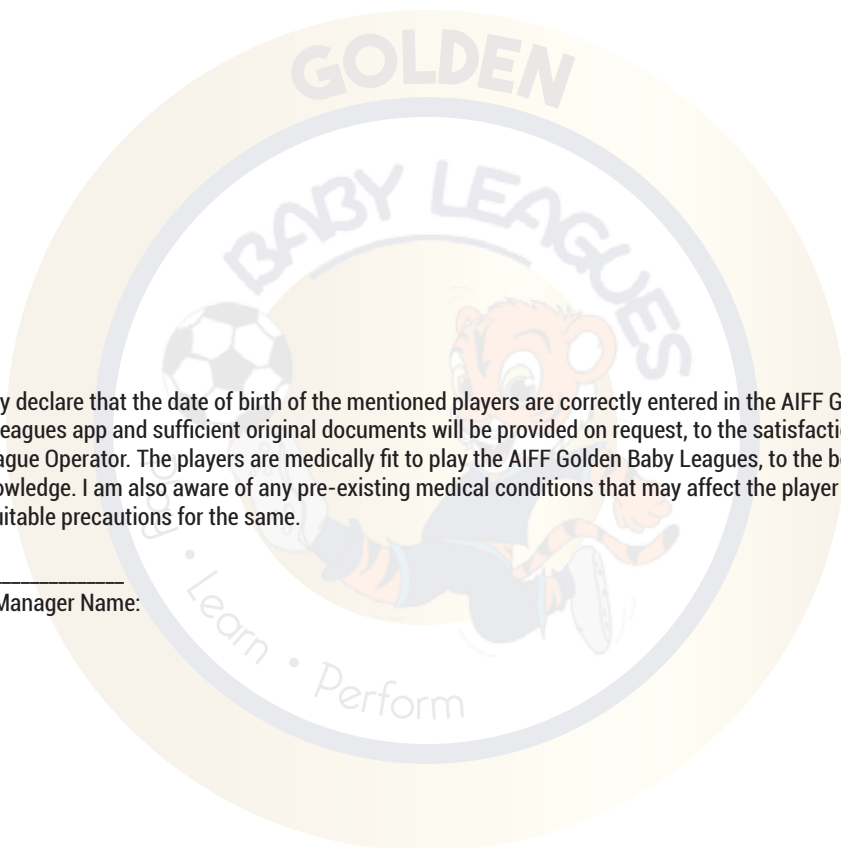 GOLDEN
BABY LEAGUES
y declare that the date of birth of the mentioned players are correctly entered in the AIFF G
eagues app and sufficient original documents will be provided on request, to the satisfacti
ague Operator. The players are medically fit to play the AIFF Golden Baby Leagues, to the be
owledge. I am also aware of any pre-existing medical conditions that may affect the player
uitable precautions for the same.
______________
Manager Name:
• Learn • Perform